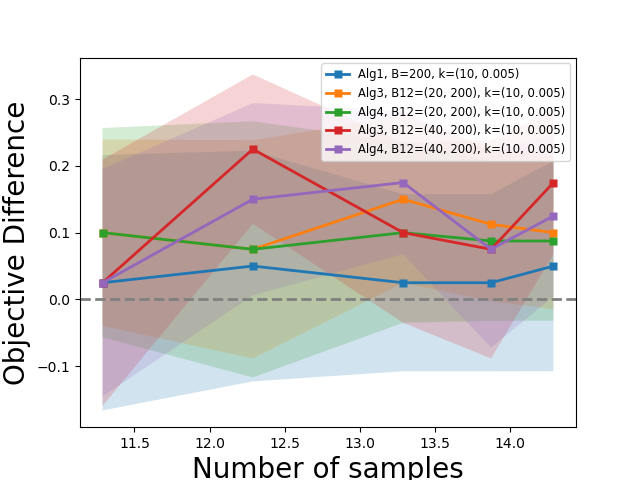 Alg1, B=200, k=(10, 0.005)
Alg3, B12=(20, 200), k=(10, 0.005)
Alg4, B12=(20, 200), k=(10, 0.005)
Alg3, B12=(40, 200), k=(10, 0.005)
Alg4, B12=(40, 200), k=(10, 0.005)
Objective Difference
0.3
0.2
0.1
0.0
−0.1
11.5 12.0 12.5 13.0 13.5 14.0
Number of samples